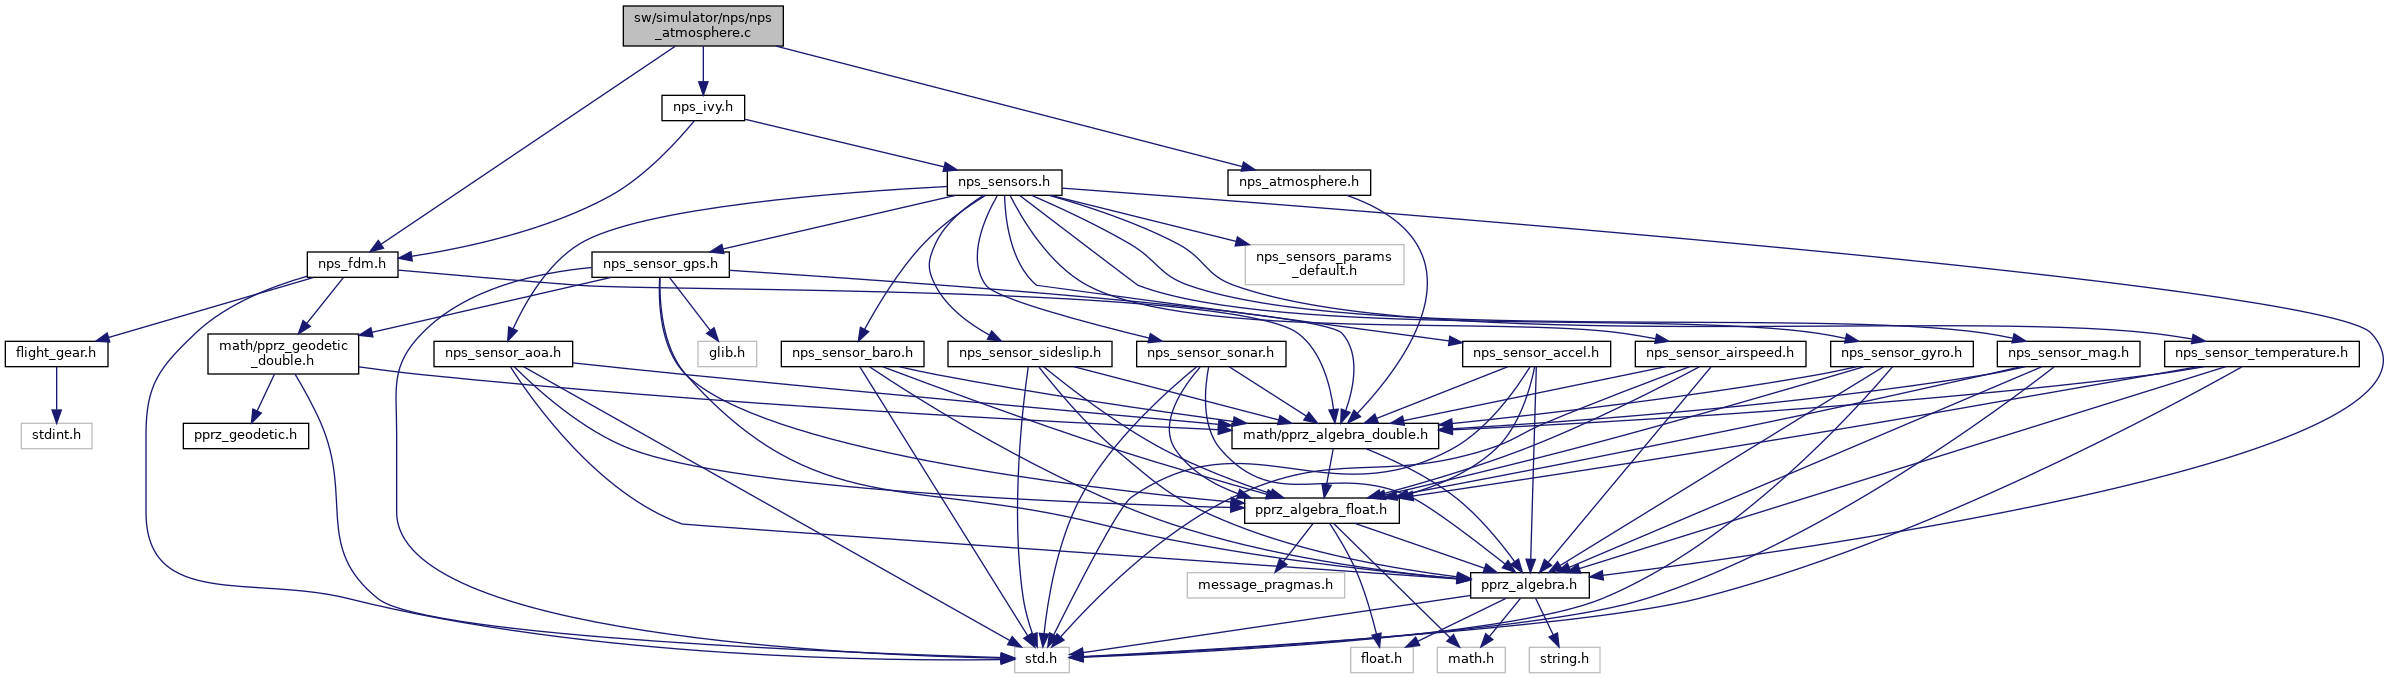 sw/simulator/nps/nps
_atmosphere.c
nps_ivy.h
nps_sensors.h
nps_atmosphere.h
nps_fdm.h
nps_sensor_gps.h
nps_sensors_params
_default.h
flight_gear.h
math/pprz_geodetic
_double.h
nps_sensor_aoa.h
glib.h
nps_sensor_baro.h
nps_sensor_sideslip.h
nps_sensor_sonar.h
nps_sensor_accel.h
nps_sensor_airspeed.h
nps_sensor_gyro.h
nps_sensor_mag.h
nps_sensor_temperature.h
stdint.h
pprz_geodetic.h
math/pprz_algebra_double.h
pprz_algebra_float.h
message_pragmas.h
pprz_algebra.h
std.h
float.h
math.h
string.h